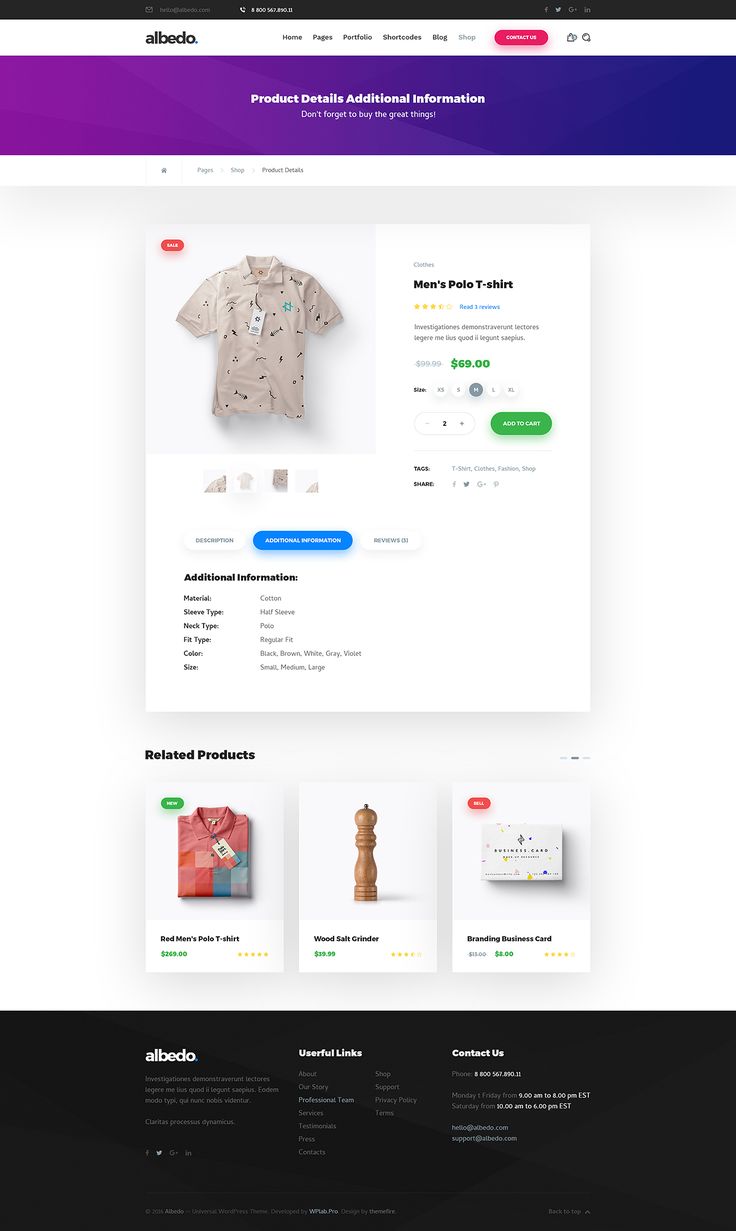 hello@albedo.com
8 800 567.890.11
albedo.
Home Pages Portfolio Shortcodes Blog Shop CONTACT US
Product Details Additional Information
Don't forget to buy the great things!
Pages Shop Product Details
SALE
Clothes
Men's Polo T-shirt
Read 3 reviews
Investigationes demonstraverunt lectores
legere me lius quod ii legunt saepius.
$99.99 $69.00
Size: XS S M L XL
− 2 + ADD TO CART
TAGS: T-Shirt, Clothes, Fashion, Shop
SHARE:
DESCRIPTION ADDITIONAL INFORMATION REVIEWS (3)
Additional Information:
Material: Cotton
Sleeve Type: Half Sleeve
Neck Type: Polo
Fit Type: Regular Fit
Color: Black, Brown, White, Gray, Violet
Size: Small, Medium, Large
Related Products
NEW
Red Men's Polo T-shirt
$269.00
Wood Salt Grinder
$39.99
SELL
BUSINESS.CARD
Branding Business Card
$13.00 $8.00
albedo.
Investigationes demonstraverunt lectores
legere me lius quod ii legunt saepius. Eodem
modo typi, qui nunc nobis videntur.
Claritas processus dynamicus.
Userful Links
About
Our Story
Professional Team
Services
Testimonials
Press
Contacts
Shop
Support
Privacy Policy
Terms
Contact Us
Phone: 8 800 567.890.11
Monday t Friday from 9.00 am to 8.00 pm EST
Saturday from 10.00 am to 6.00 pm EST
hello@albedo.com
support@albedo.com
© 2016 Albedo — Universal WordPress Theme. Developed by WPlab.Pro. Design by themefire.
Back to top